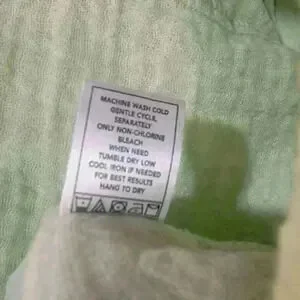 MACHINE WASH COLD
GENTLE CYCLE,
SEPARATELY
ONLY NON-CHLORINE
BLEACH
WHEN NEED
TUMBLE DRY LOW
COOL IRON IF NEEDED
FOR BEST RESULTS
HANG TO DRY